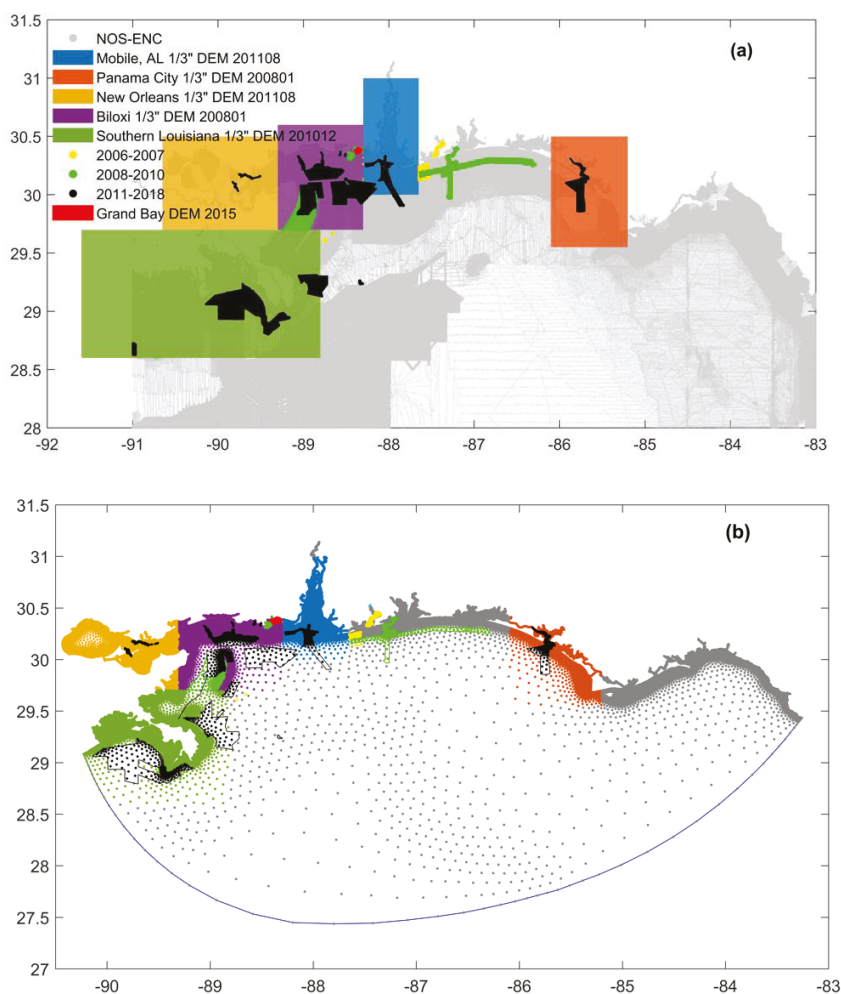 31.5
(a)
NOS-ENC
Mobile, AL 1/3" DEM 201108
31
Panama City 1/3" DEM 200801
New Orleans 1/3" DEM 201108
Biloxi 1/3" DEM 200801
30.5
Southern Louisiana 1/3" DEM 201012
2006-2007
2008-2010
30
2011-2018
Grand Bay DEM 2015
29.5
29
28.5
28
-92 -91 -90 -89 -88 -87 -86 -85 -84 -83
31.5
(b)
31
30.5
30
29.5
29
28.5
28
27.5
27
-90 -89 -88 -87 -86 -85 -84 -83